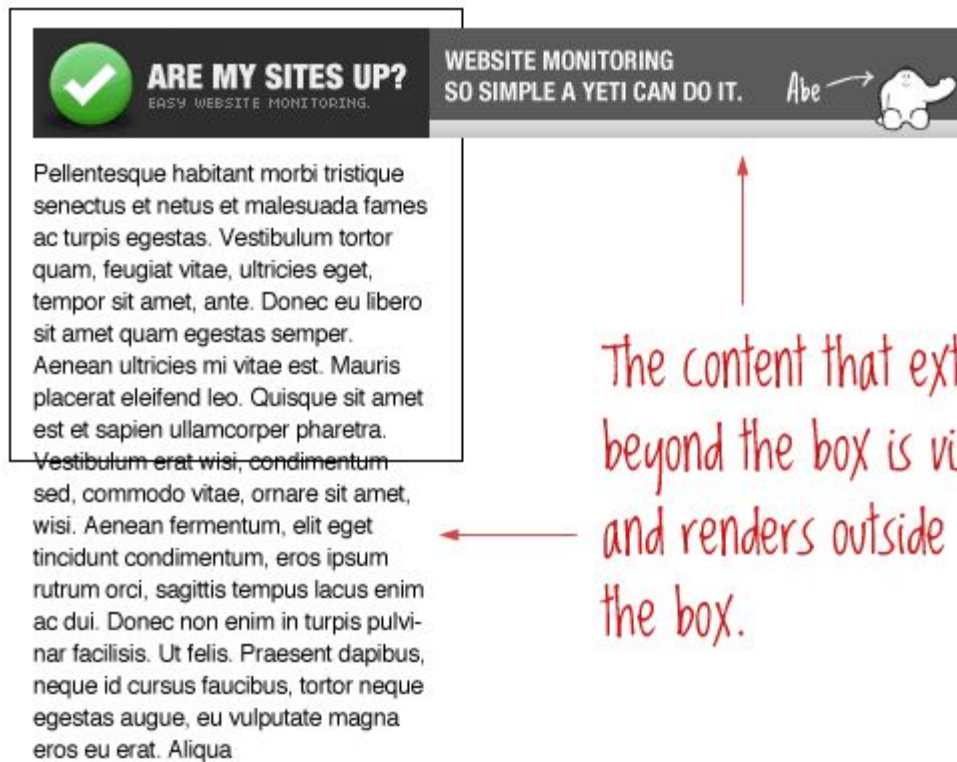 ARE MY SITES UP?
EASY WEBSITE MONITORING.
WEBSITE MONITORING
SO SIMPLE A YETI CAN DO IT.
Abe
Pellentesque habitant morbi tristique
senectus et netus et malesuada fames
ac turpis egestas. Vestibulum tortor
quam, feugiat vitae, ultricies eget,
tempor sit amet, ante. Donec eu libero
sit amet quam egestas semper.
Aenean ultricies mi vitae est. Mauris
placerat eleifend leo. Quisque sit amet
est et sapien ullamcorper pharetra.
Vestibulum erat wisi, condimentum
sed, commodo vitae, ornare sit amet,
wisi. Aenean fermentum, elit eget
tincidunt condimentum, eros ipsum
rutrum orci, sagittis tempus lacus enim
ac dui. Donec non enim in turpis pulvi-
nar facilisis. Ut felis. Praesent dapibus,
neque id cursus faucibus, tortor neque
egestas augue, eu vulputate magna
eros eu erat. Aliqua
The content that ext
beyond the box is vi
and renders outside
the box.